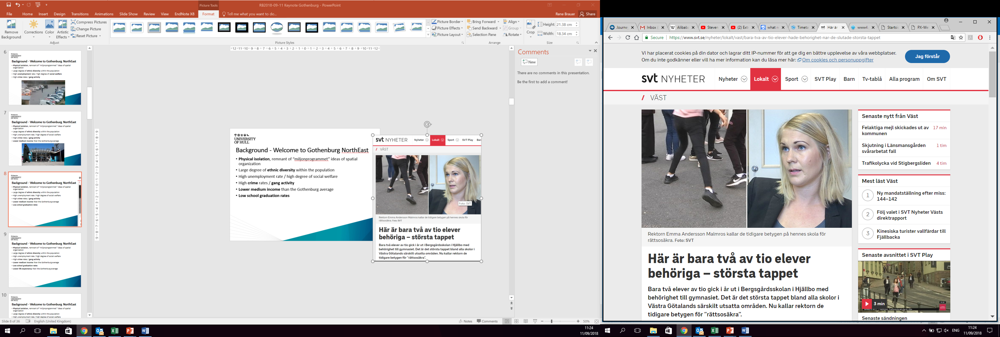 Picture Tools
RB2018-09-11 Keynote Gothenburg - PowerPoint
File Home Insert Design Transitions Animations Slide Show Review View EndNote X8 Format Tell me what you want to do... Rene Brauer Share
Remove Background
Corrections
Color
Artistic Effects
Compress Pictures
Change Picture
Reset Picture
Adjust
Picture Styles
Picture Border
Picture Effects
Picture Layout
Bring Forward
Send Backward
Selection Pane
Align
Group
Rotate
Arrange
Crop
Height: 21.38 cm
Width: 18.34 cm
Size
6
UNIVERSITY
OF HULL
Background - Welcome to Gothenburg NorthEast
• Physical isolation, remnant of "miljonprogrammet" ideas of spatial
organization
• Large degree of ethnic diversity within the population
• High unemployment rate / high degree of social welfare
• High crime rates / gang activity
7
UNIVERSITY
OF HULL
Background - Welcome to Gothenburg NorthEast
• Physical isolation, remnant of "miljonprogrammet" ideas of spatial
organization
• Large degree of ethnic diversity within the population
• High unemployment rate / high degree of social welfare
• High crime rates / gang activity
• Lower medium income than the Gothenburg average
8
UNIVERSITY
OF HULL
Background - Welcome to Gothenburg NorthEast
• Physical isolation, remnant of "miljonprogrammet" ideas of spatial
organization
• Large degree of ethnic diversity within the population
• High unemployment rate / high degree of social welfare
• High crime rates / gang activity
• Lower medium income than the Gothenburg average
• Low school graduation rates
9
UNIVERSITY
OF HULL
Background - Welcome to Gothenburg NorthEast
• Physical isolation, remnant of "miljonprogrammet" ideas of spatial
organization
• Large degree of ethnic diversity within the population
• High unemployment rate / high degree of social welfare
• High crime rates / gang activity
• Lower medium income than the Gothenburg average
• Low school graduation rates
• Lower life expectancy than the Gothenburg average
10
UNIVERSITY
OF HULL
Background - Welcome to Gothenburg NorthEast
• Physical isolation, remnant of "miljonprogrammet" ideas of spatial
organization
• Large degree of ethnic diversity within the population
• High unemployment rate / high degree of social welfare
UNIVERSITY
OF HULL
Background - Welcome to Gothenburg NorthEast
• Physical isolation, remnant of "miljonprogrammet" ideas of spatial
organization
• Large degree of ethnic diversity within the population
• High unemployment rate / high degree of social welfare
• High crime rates / gang activity
• Lower medium income than the Gothenburg average
• Low school graduation rates
svt NYHETER Nyheter Lokalt Sport SVT Play Barn
/ VÄST
Foto: SVT
Rektorn Emma Andersson Malmros kallar de tidigare betygen på hennes skola för
rättsosäkra. Foto: SVT
Här är bara två av tio elever
behöriga – största tappet
Bara två elever av tio gick i år ut i Bergsgårdsskolan i Hjällbo med
behörighet till gymnasiet. Det är det största tappet bland alla skolor i
Västra Götalands särskilt utsatta områden. Nu kallar rektorn de
tidigare betygen för "rättsosäkra".
Comments
New
There are no comments in this presentation.
Be the first to add a comment!
Slide 8 of 36 English (United Kingdom) Notes Comments 50%
11:24
11/09/2018
Journe Inbox Alibaba Steven (2) Ext what n Timeta Här är www4. Startsid PX-We
Secure https://www.svt.se/nyheter/lokalt/vast/bara-tva-av-tio-elever-hade-behorighet-nar-de-slutade-storsta-tappet
Vi har placerat cookies på din dator och lagrar ditt IP-nummer för att ge dig en bättre upplevelse av våra webbplatser.
Om du inte godkänner eller vill ha mer information kan du läsa mer här: Om cookies och personuppgifter
Jag förstår
svt NYHETER Nyheter Lokalt Sport SVT Play Barn Tv-tablå Alla program Om SVT
/ VÄST
Rektorn Emma Andersson Malmros kallar de tidigare betygen på hennes skola för
rättsosäkra. Foto: SVT
Här är bara två av tio elever
behöriga – största tappet
Bara två elever av tio gick i år ut i Bergsgårdsskolan i Hjällbo med
behörighet till gymnasiet. Det är det största tappet bland alla skolor i
Västra Götalands särskilt utsatta områden. Nu kallar rektorn de
tidigare betygen för ”rättsosäkra”.
Senaste nytt från Väst
Felaktiga mejl skickades ut av 17 min
kommunen
Skjutning i Länsmansgården 1 tim
svårarbetat fall
Trafikolycka vid Stigbergsliden 4 tim
Mest läst Väst
1 Ny mandatställning efter miss:
144–142
2 Följ valet i SVT Nyheter Västs
direktrapport
3 Kinesiska turister vallfärdar till
Fjällbacka
Senaste avsnittet i SVT Play
3 min
Senaste sändningen
ENG
11:24
11/09/2018